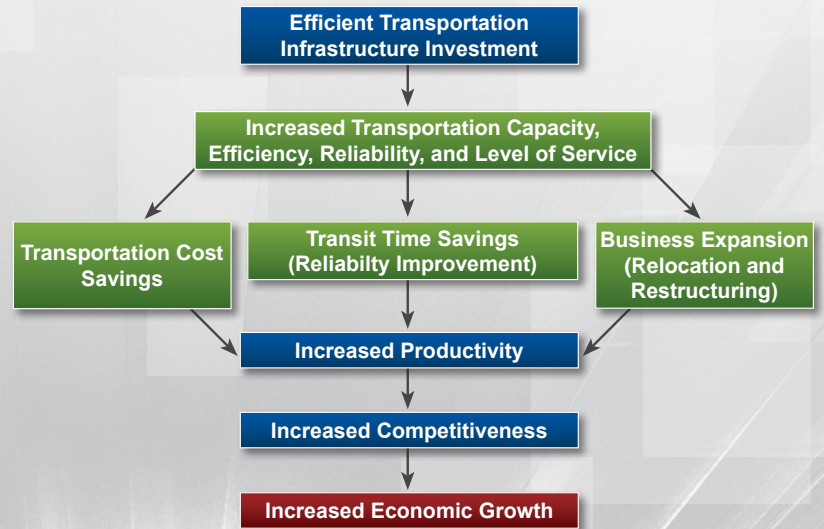 Efficient Transportation
Infrastructure Investment
Increased Transportation Capacity,
Efficiency, Reliability, and Level of Service
Transportation Cost
Savings
Transit Time Savings
(Reliabilty Improvement)
Business Expansion
(Relocation and
Restructuring)
Increased Productivity
Increased Competitiveness
Increased Economic Growth